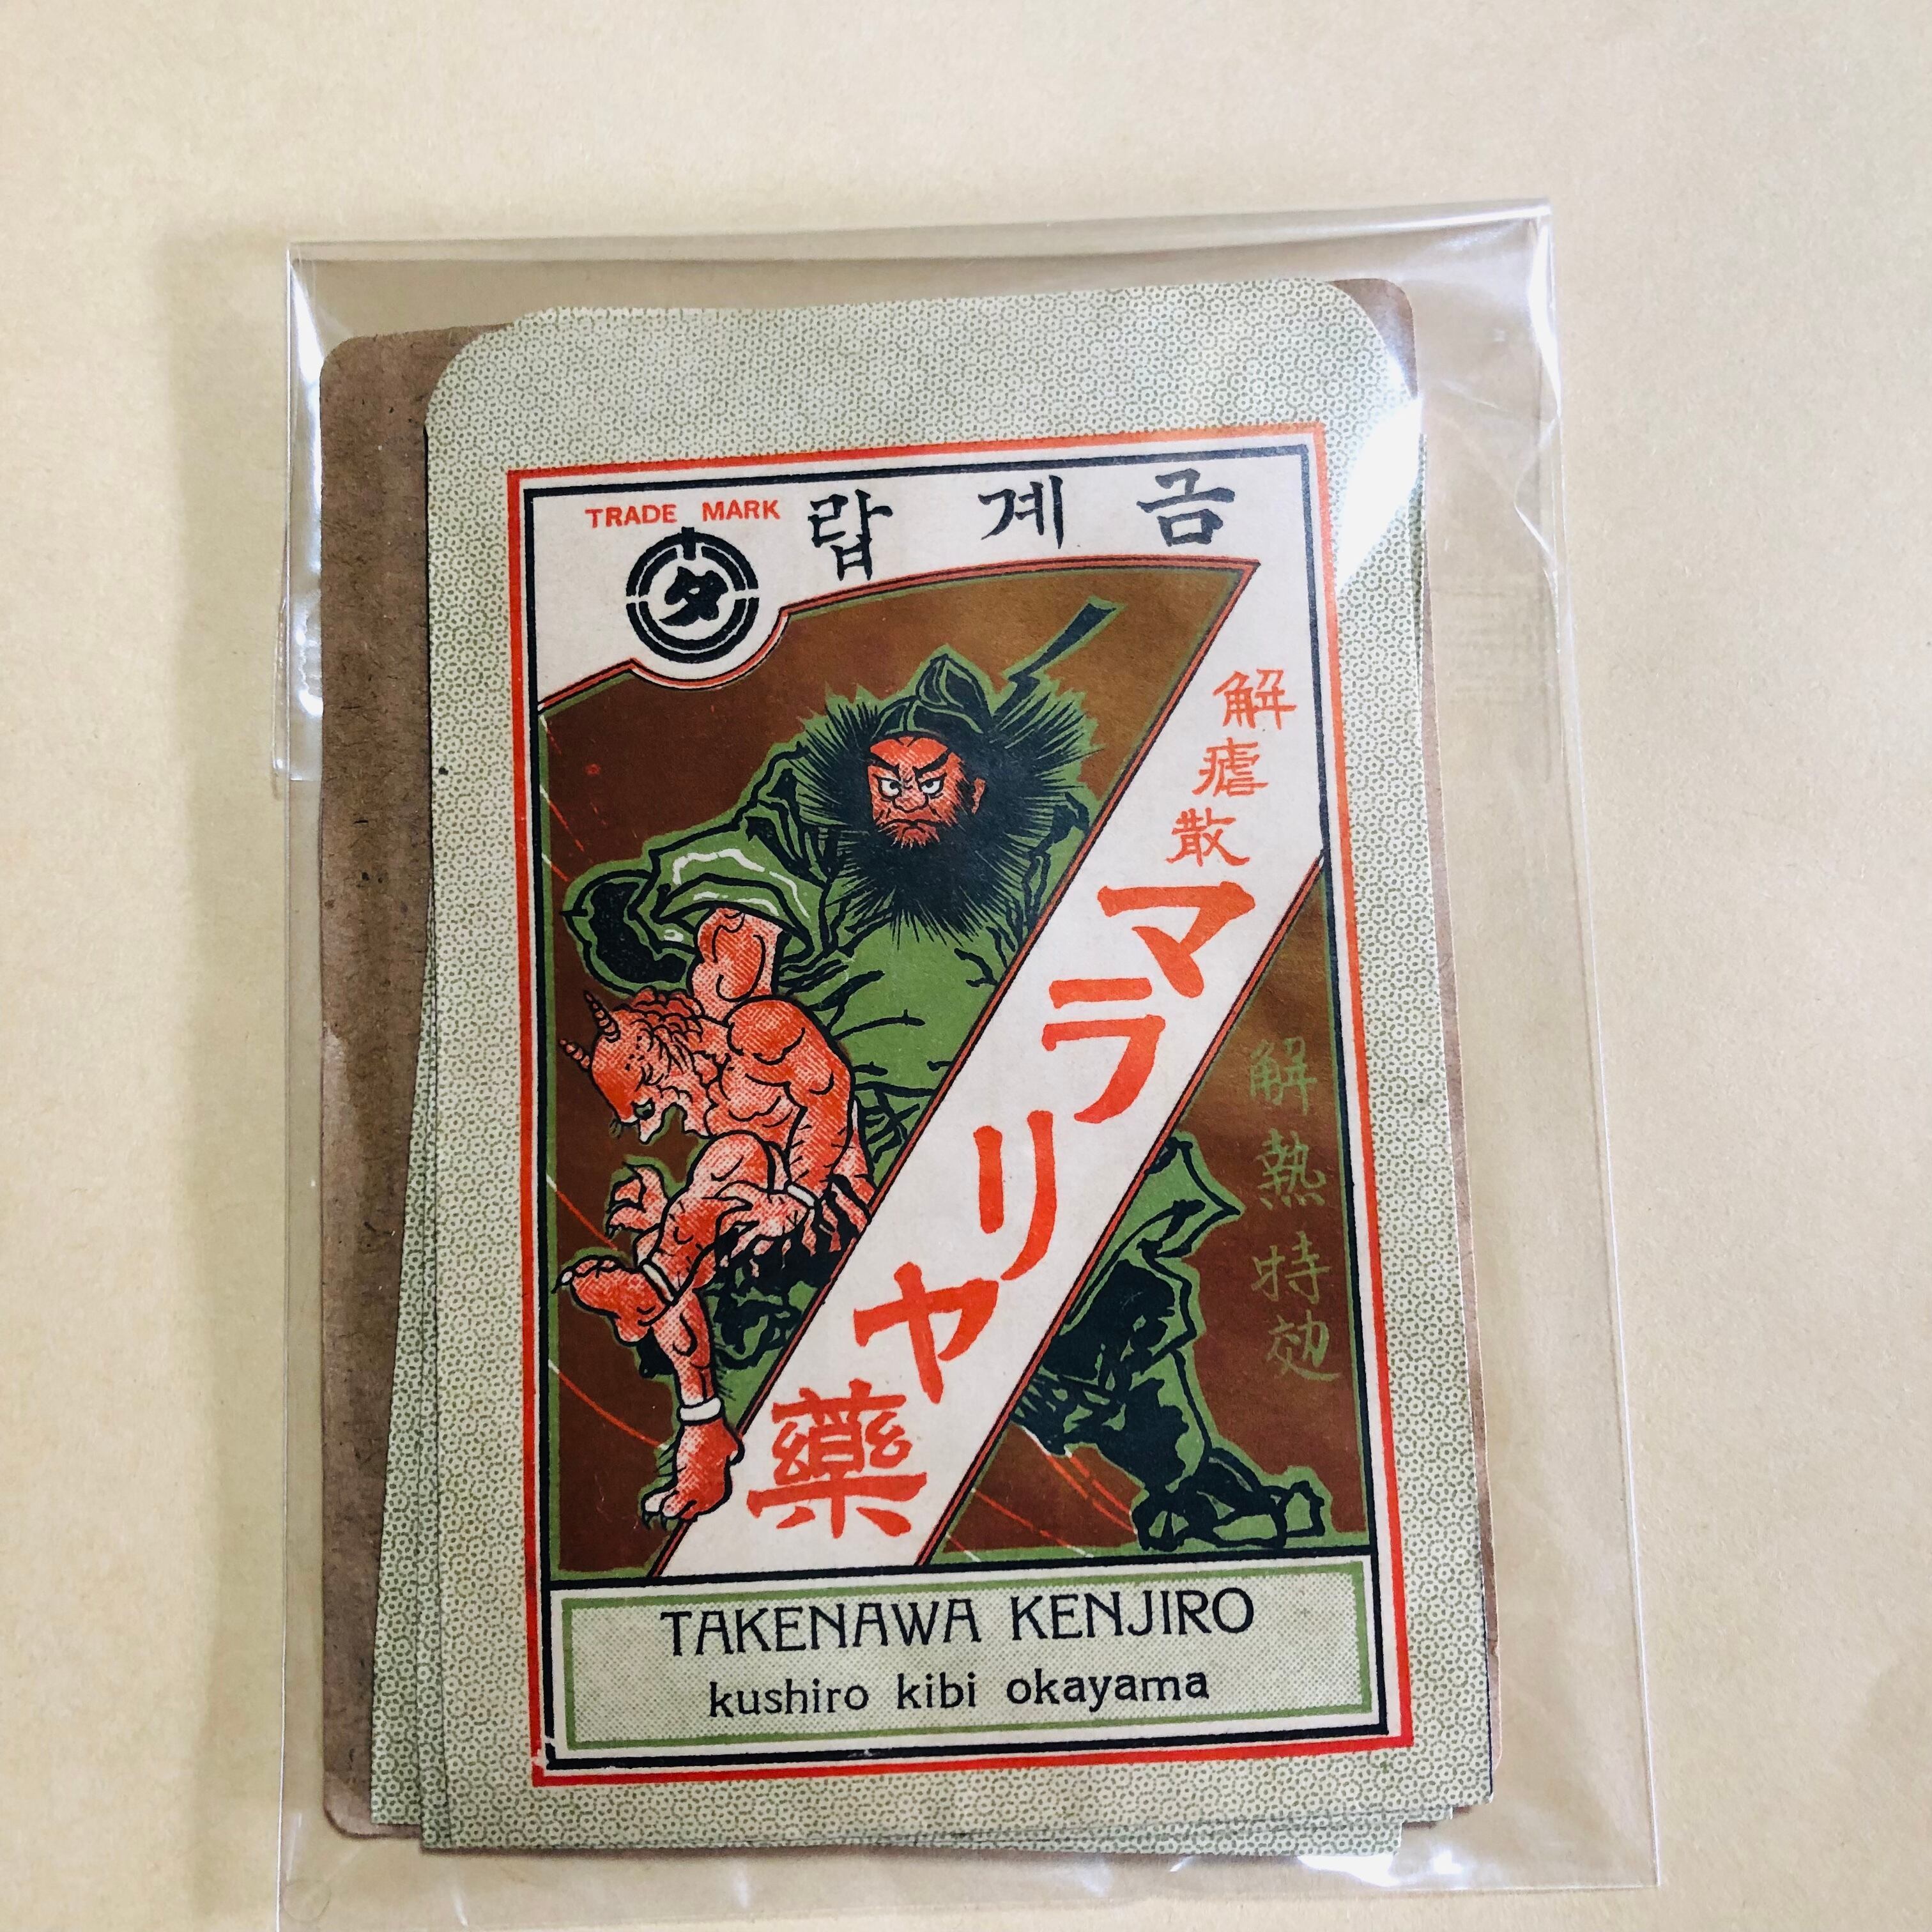 TRADE MARK
タ
금계랍
解瘧散
マラリヤ藥
解熱特効
TAKENAWA KENJIRO
kushiro kibi okayama